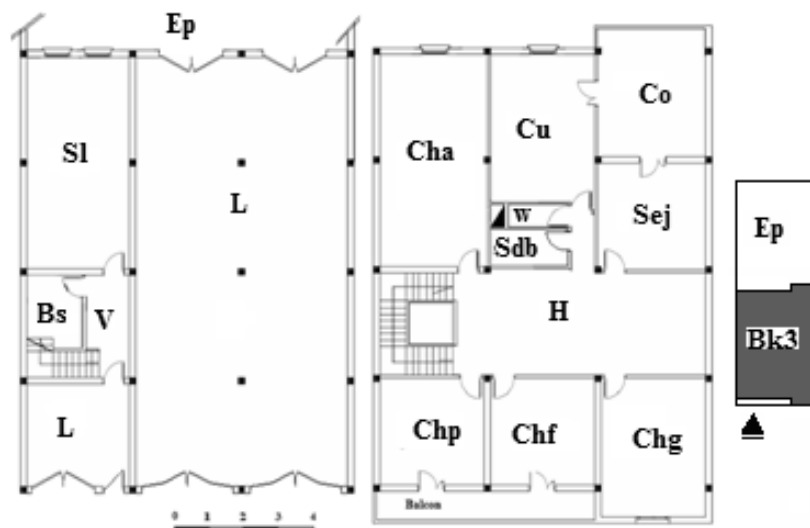 Ep
Sl
L
Bs
V
L
0 1 2 3 4
Co
Cu
Cha
W
Sdb
Sej
H
Chp
Chf
Chg
Balcon
Ep
Bk3